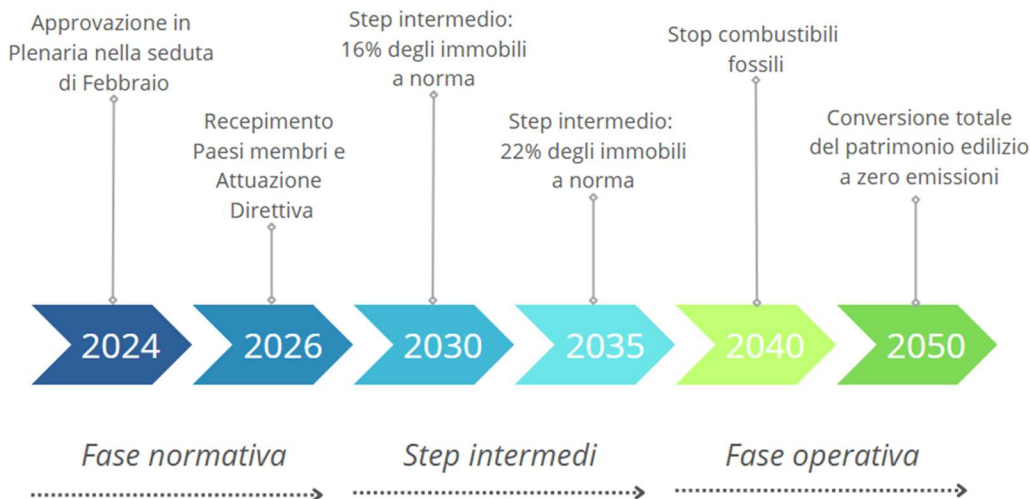 Approvazione in
Plenaria nella seduta
di Febbraio
Recepimento
Paesi membri e
Attuazione
Direttiva
Step intermedio:
16% degli immobili
a norma
Step intermedio:
22% degli immobili
a norma
Stop combustibili
fossili
Conversione totale
del patrimonio edilizio
a zero emissioni
2024
2026
2030
2035
2040
2050
Fase normativa
Step intermedi
Fase operativa